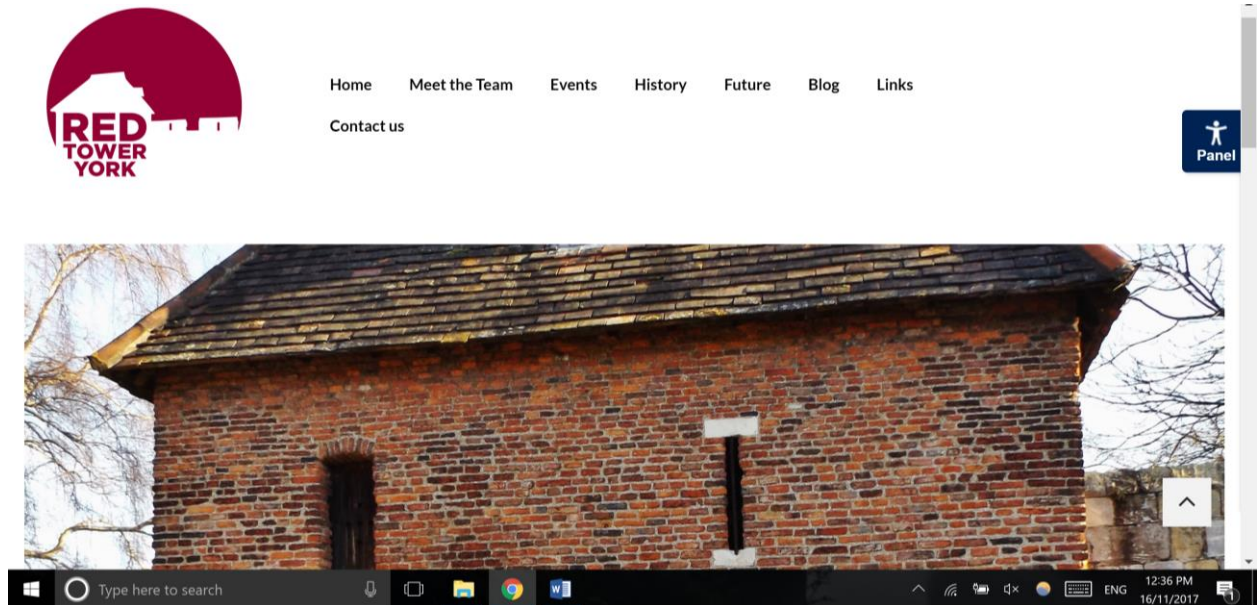 RED
TOWER
YORK
Home Meet the Team Events History Future Blog Links
Contact us
Panel
Type here to search
ENG
12:36 PM
16/11/2017
1